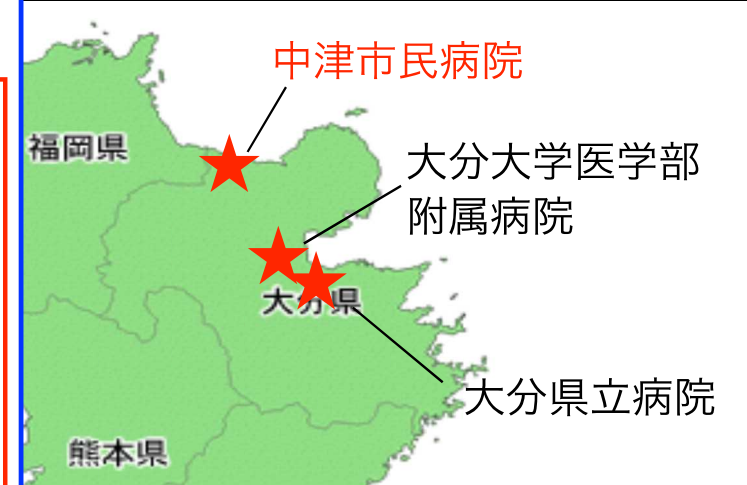 中津市民病院
福岡県
大分大学医学部
附属病院
大分県
大分県立病院
熊本県